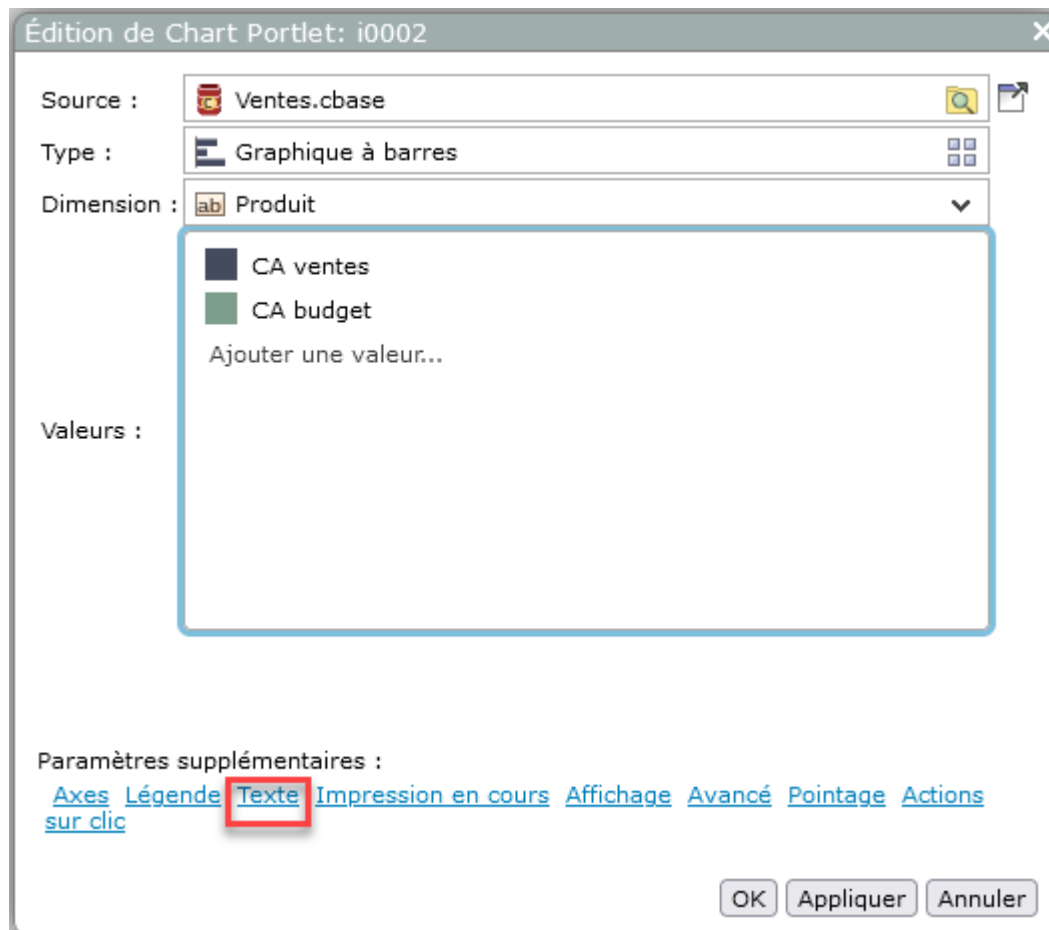 Édition de Chart Portlet: i0002
Source : Ventes.cbase
Type : Graphique à barres
Dimension : ab Produit
CA ventes
CA budget
Ajouter une valeur...
Valeurs :
Paramètres supplémentaires :
Axes Légende Texte Impression en cours Affichage Avancé Pointage Actions
sur clic
OK Appliquer Annuler